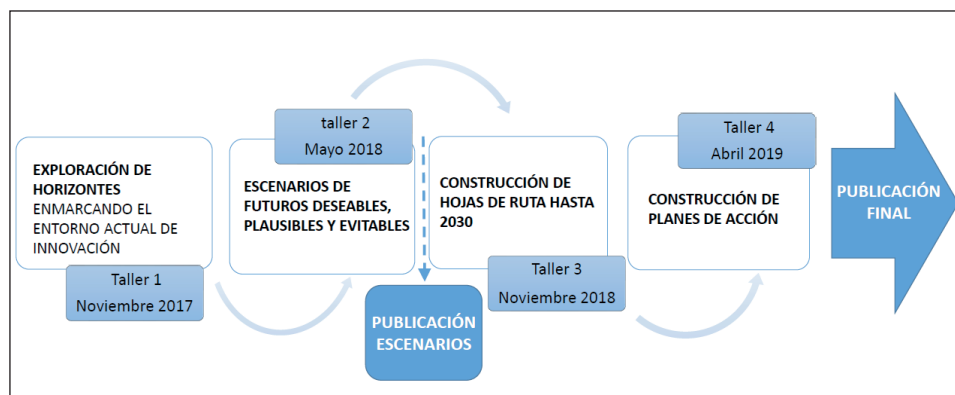 EXPLORACIÓN DE
HORIZONTES
ENMARCANDO EL
ENTORNO ACTUAL DE
INNOVACIÓN
Taller 1
Noviembre 2017
taller 2
Mayo 2018
ESCENARIOS DE
FUTUROS DESEABLES,
PLAUSIBLES Y EVITABLES
PUBLICACIÓN
ESCENARIOS
CONSTRUCCIÓN DE
HOJAS DE RUTA HASTA
2030
Taller 3
Noviembre 2018
Taller 4
Abril 2019
CONSTRUCCIÓN DE
PLANES DE ACCIÓN
PUBLICACIÓN
FINAL